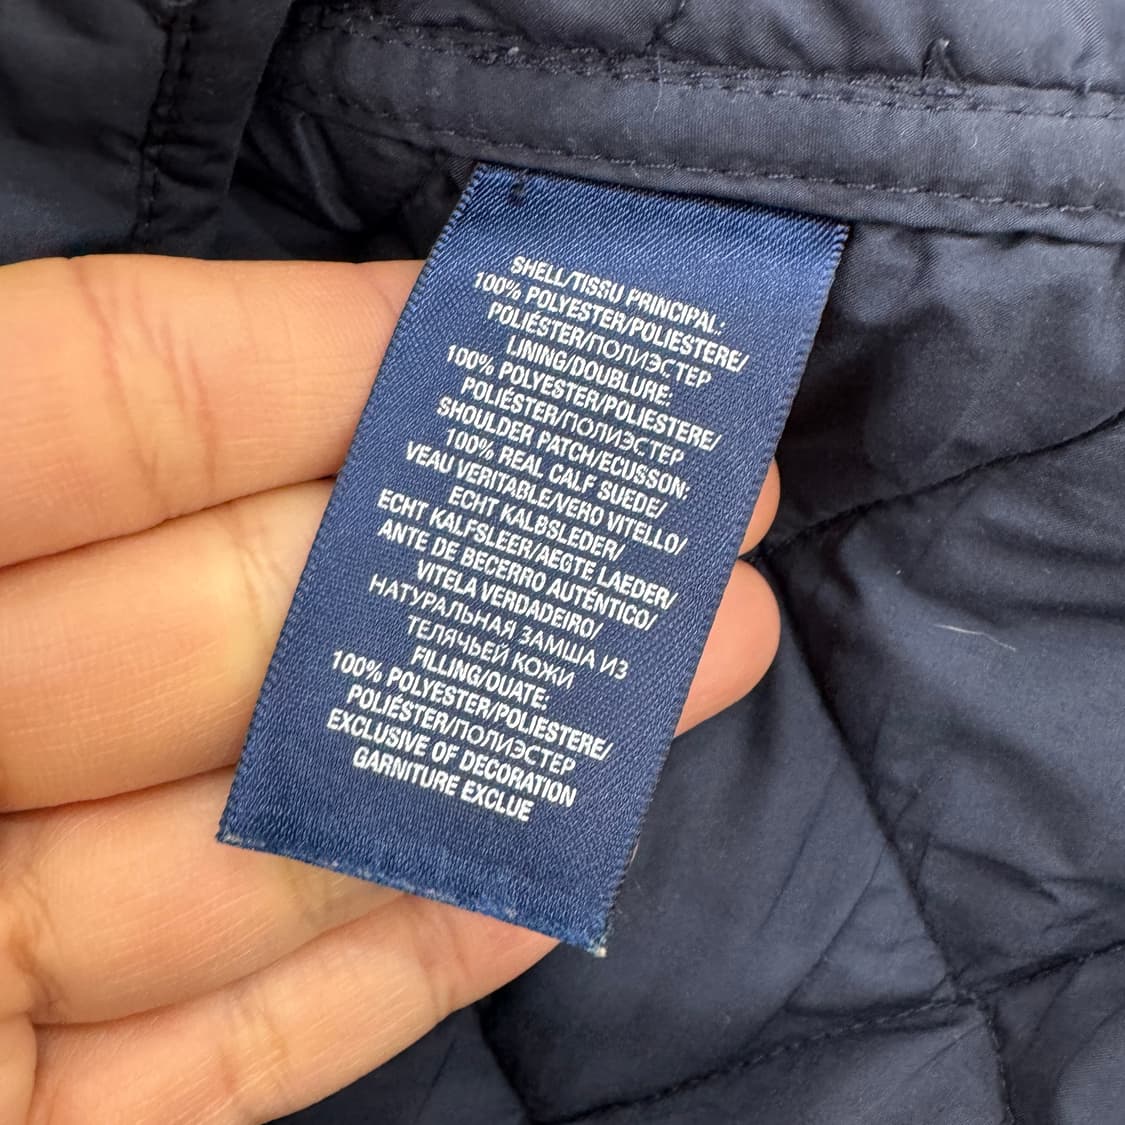 SHELL/TISSU PRINCIPAL:
100% POLYESTER/POLIESTERE/
POLIÉSTER/ПОЛИЭСТЕР
LINING/DOUBLURE:
100% POLYESTER/POLIESTERE/
POLIÉSTER/ПОЛИЭСТЕР
SHOULDER PATCH/ECUSSON:
100% REAL CALF SUEDE/
VEAU VERITABLE/VERO VITELLO/
ECHT KALBSLEDER/
ECHT KALFSLEER/AEGTE LAEDER/
ANTE DE BECERRO AUTÉNTICO/
VITELA VERDADEIRO/
НАТУРАЛЬНАЯ ЗАМША ИЗ
ТЕЛЯЧЬЕЙ КОЖИ
FILLING/OUATE:
100% POLYESTER/POLIESTERE/
POLIÉSTER/ПОЛИЭСТЕР
EXCLUSIVE OF DECORATION
GARNITURE EXCLUE